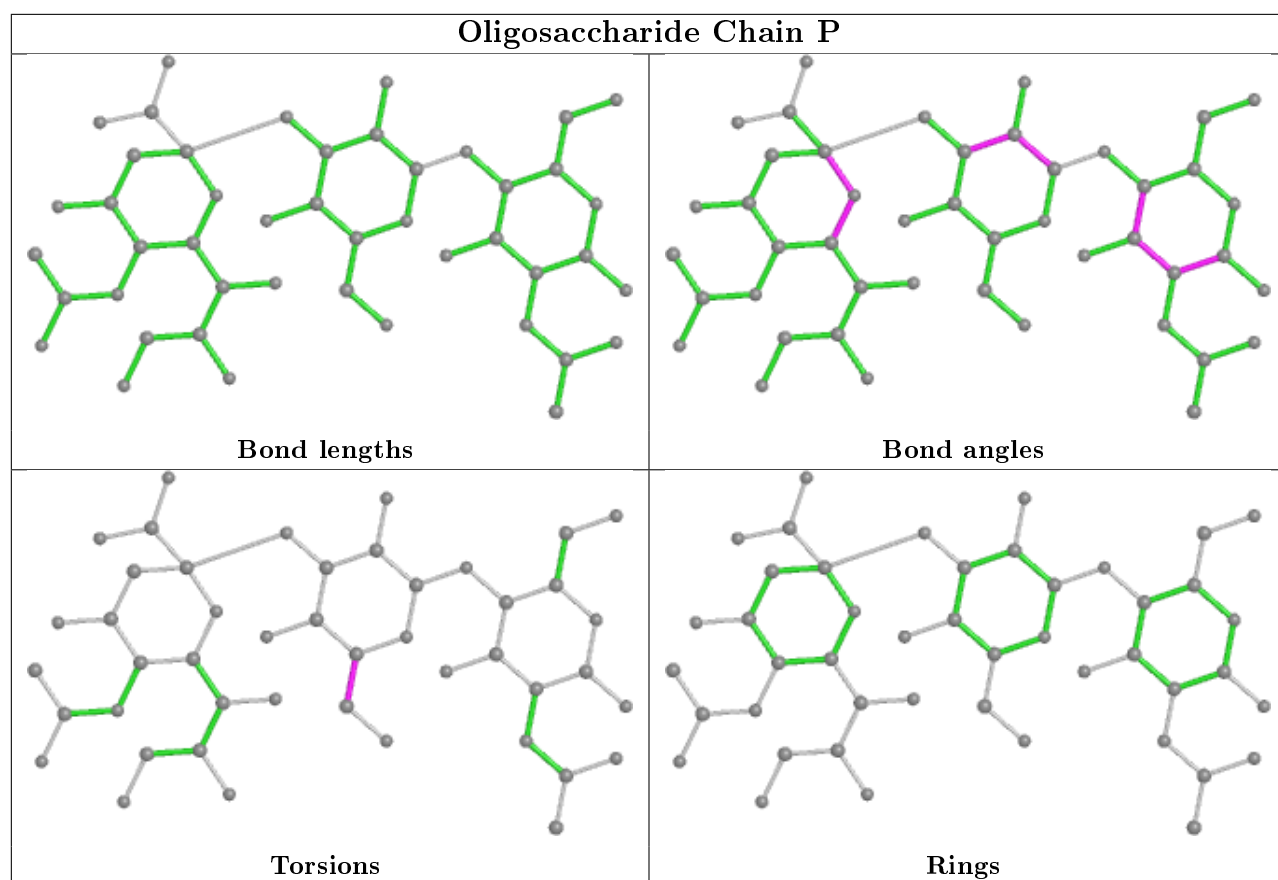 Oligosaccharide Chain P
Bond lengths
Bond angles
Torsions
Rings